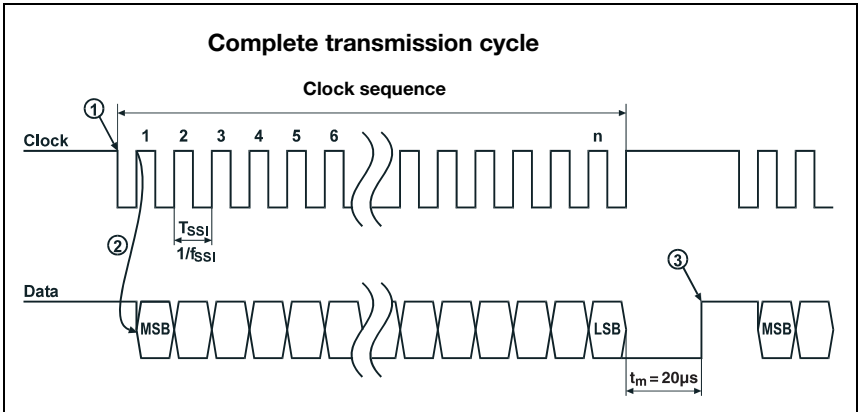 Complete transmission cycle
Clock sequence
1
Clock 1 2 3 4 5 6 n
TSSI
1/fSSI
2
3
Data
MSB LSB MSB
tm = 20µs